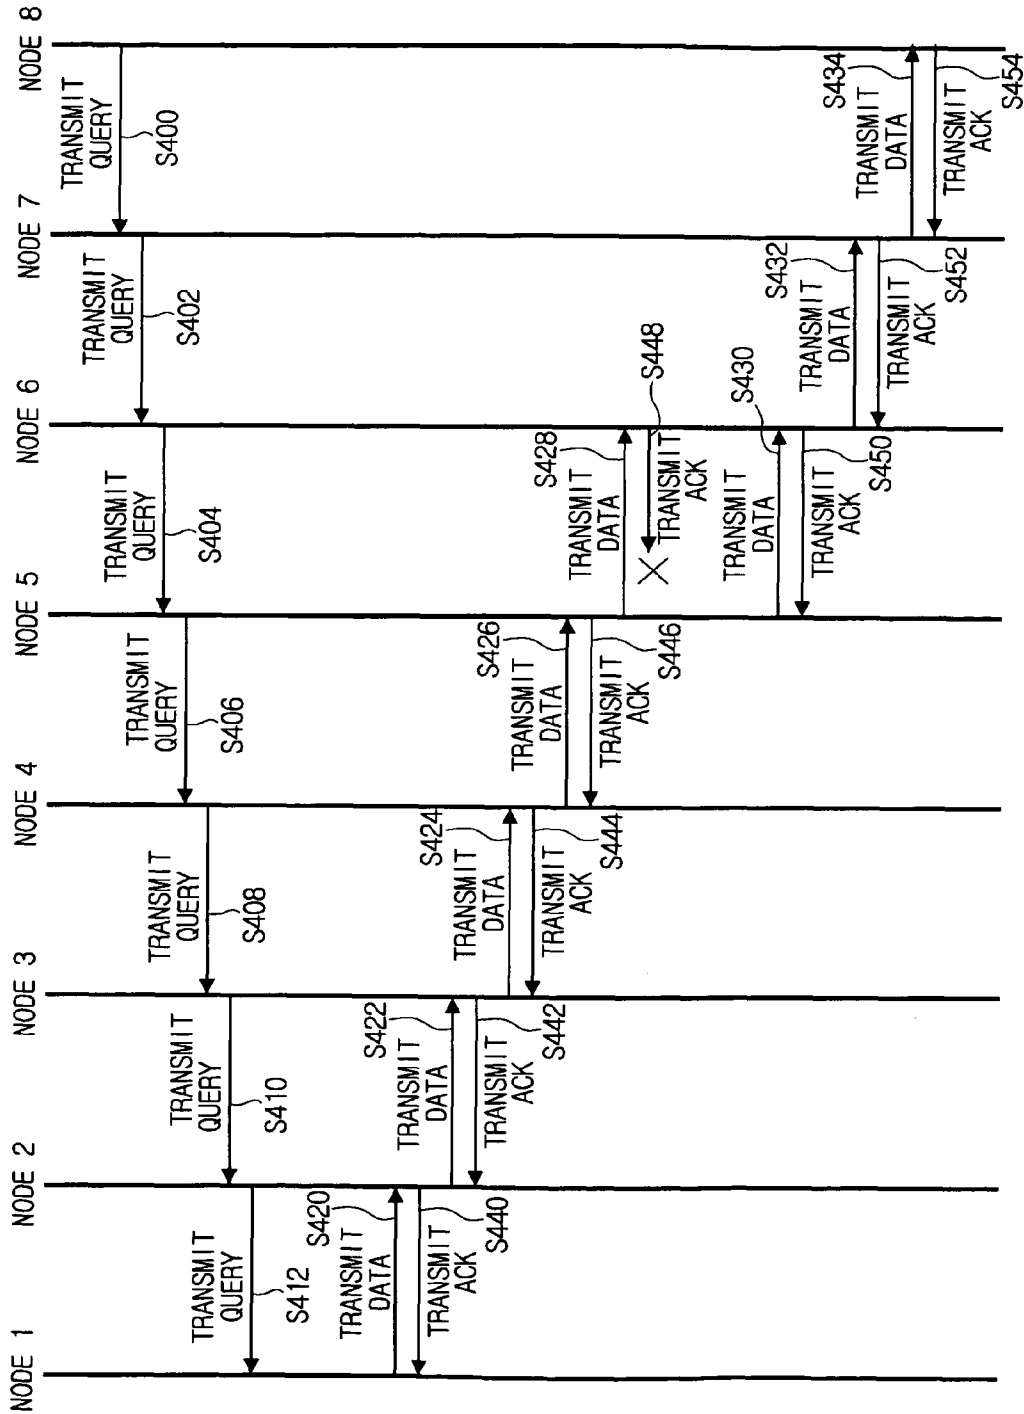 NODE 1
NODE 2
NODE 3
NODE 4
NODE 5
NODE 6
NODE 7
NODE 8
TRANSMIT
QUERY
S400
TRANSMIT
QUERY
S402
TRANSMIT
QUERY
S404
TRANSMIT
QUERY
S406
TRANSMIT
QUERY
S408
TRANSMIT
QUERY
S410
TRANSMIT
QUERY
S412
S420
TRANSMIT
DATA
TRANSMIT
ACK
S440
S422
TRANSMIT
DATA
TRANSMIT
ACK
S442
S424
TRANSMIT
DATA
TRANSMIT
ACK
S444
S426
TRANSMIT
DATA
TRANSMIT
ACK
S446
S428
TRANSMIT
DATA
S448
TRANSMIT
ACK
S430
TRANSMIT
DATA
TRANSMIT
ACK
S450
S432
TRANSMIT
DATA
TRANSMIT
ACK
S452
S434
TRANSMIT
DATA
TRANSMIT
ACK
S454